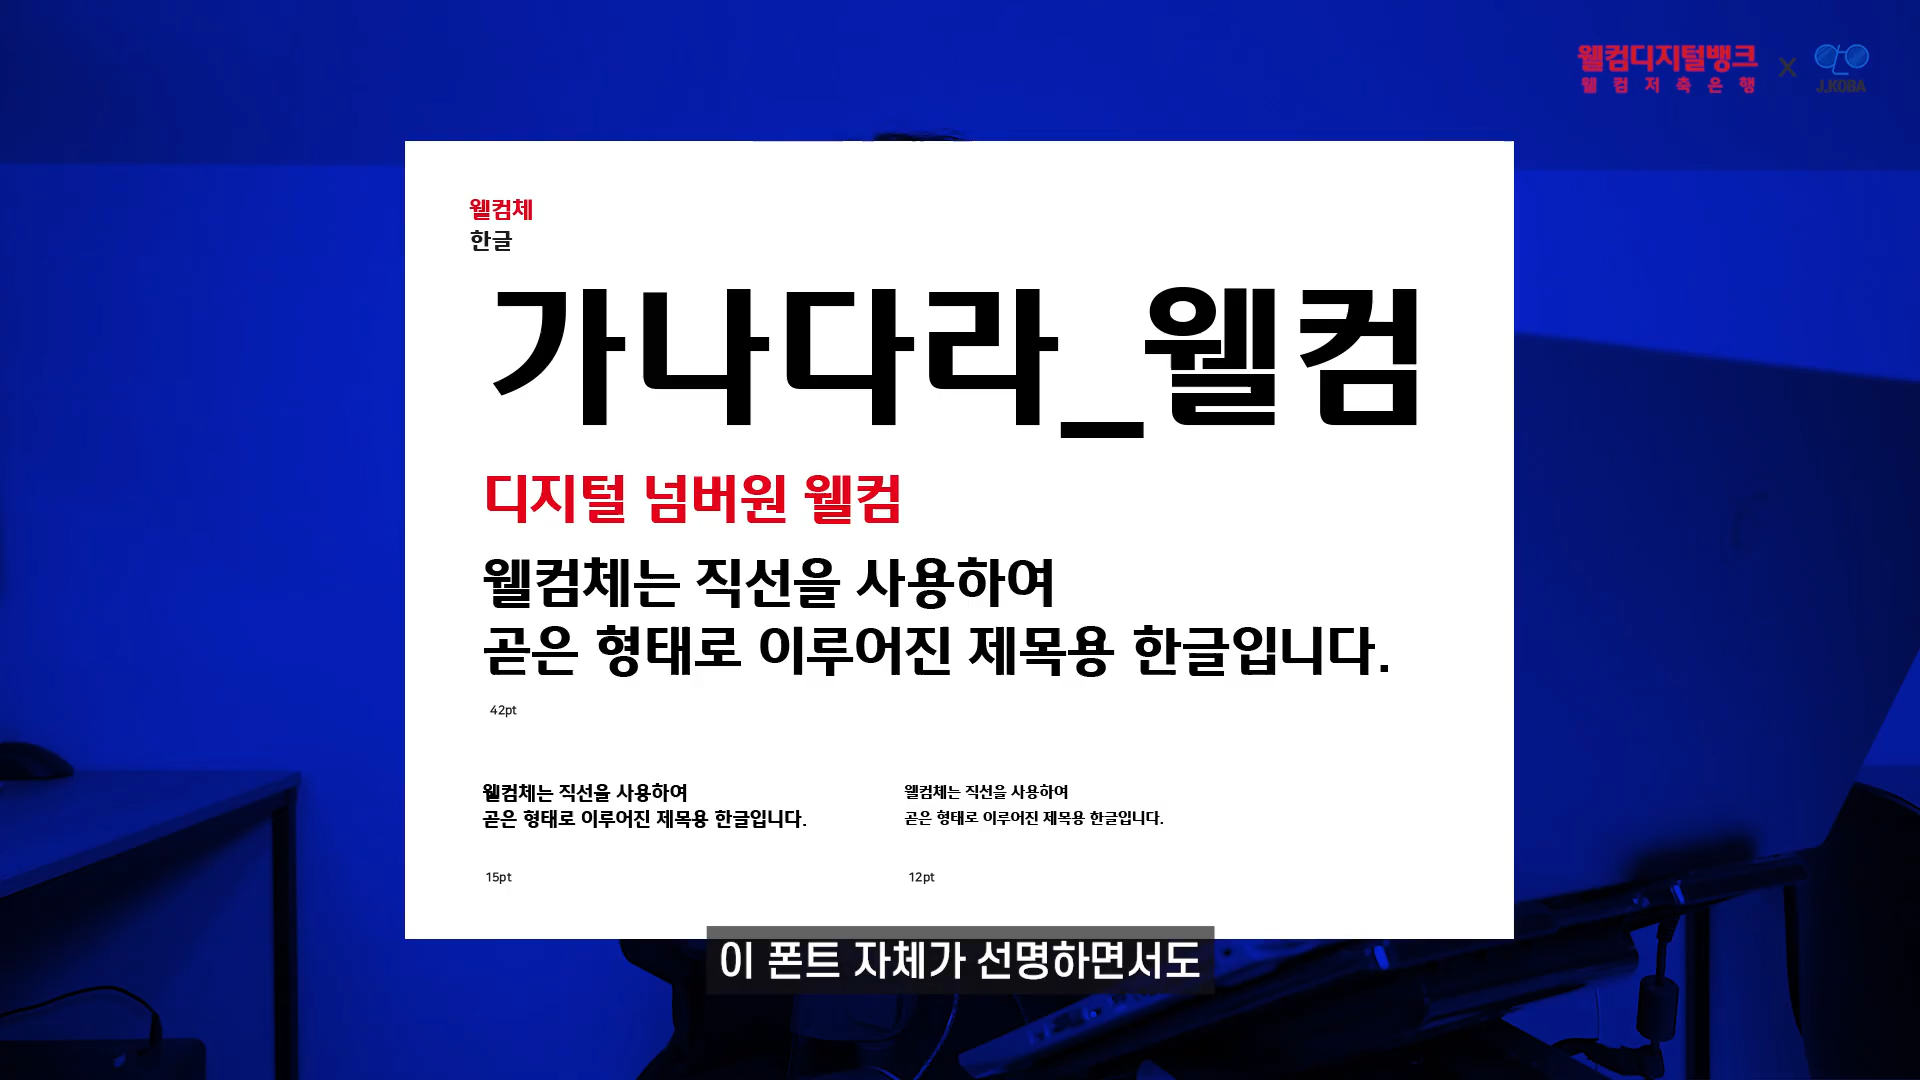 웰컴디지털뱅크
웰컴저축은행
X
J.KOBA
웰컴체
한글
가나다라_웰컴
디지털 넘버원 웰컴
웰컴체는 직선을 사용하여
곧은 형태로 이루어진 제목용 한글입니다.
42pt
웰컴체는 직선을 사용하여
곧은 형태로 이루어진 제목용 한글입니다.
15pt
웰컴체는 직선을 사용하여
곧은 형태로 이루어진 제목용 한글입니다.
12pt
이 폰트 자체가 선명하면서도